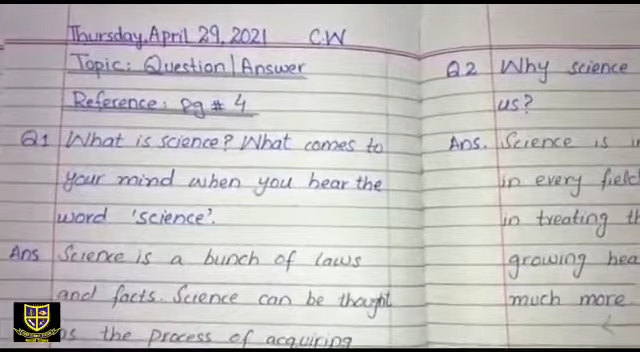 Thursday, April 29, 2021 C.W
Topic: Question/Answer
Reference: pg # 4
Q1 What is science? What comes to
your mind when you hear the
word 'science'.
Ans Science is a bunch of laws
and facts. Science can be thought
as the process of acquiring
Q2 Why science
us?
Ans. Science is
in every field
in treating
growing
much more